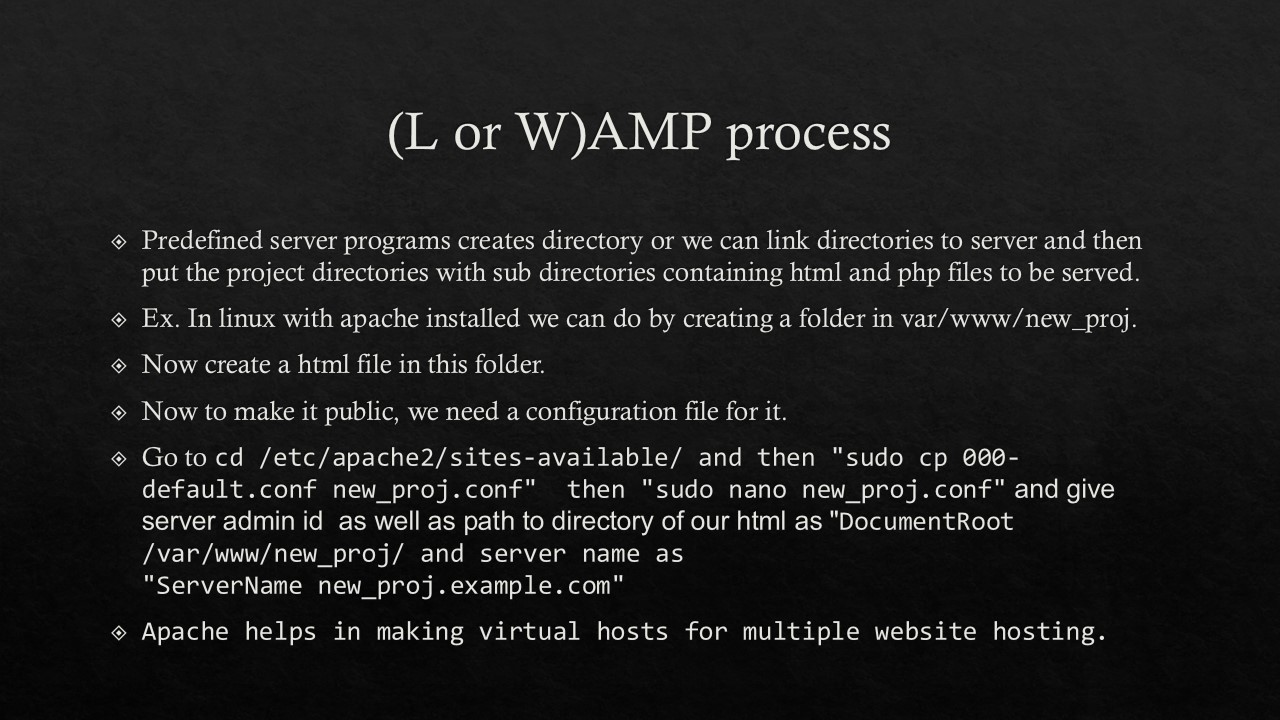 (L or W)AMP process
Predefined server programs creates directory or we can link directories to server and then
put the project directories with sub directories containing html and php files to be served.
Ex. In linux with apache installed we can do by creating a folder in var/www/new_proj.
Now create a html file in this folder.
Now to make it public, we need a configuration file for it.
Go to cd /etc/apache2/sites-available/ and then "sudo cp 000-
default.conf new_proj.conf"  then "sudo nano new_proj.conf" and give
server admin id  as well as path to directory of our html as "DocumentRoot
/var/www/new_proj/ and server name as
"ServerName new_proj.example.com"
Apache helps in making virtual hosts for multiple website hosting.